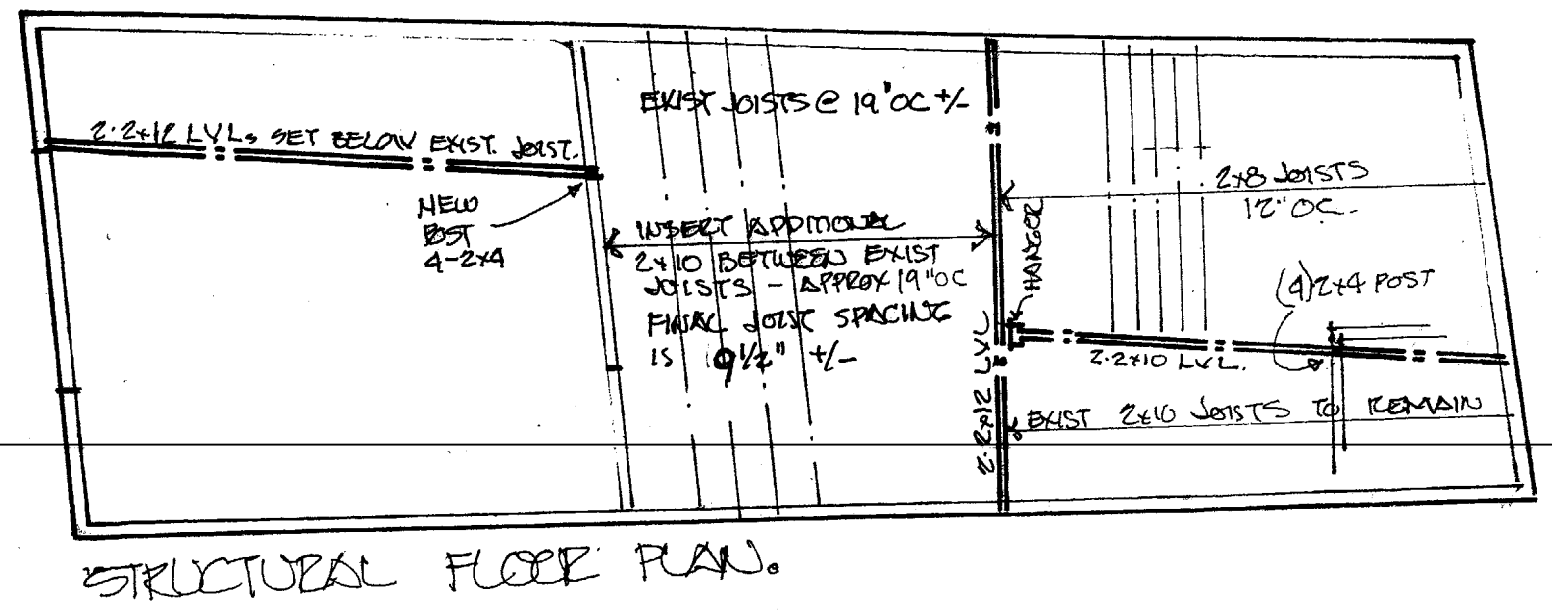 2·2x12 LVLs SET BELOW EXIST. JOIST.
NEW
POST
4-2x4
EXIST JOISTS @ 19"OC +/-
INSERT ADDITIONAL
2x10 BETWEEN EXIST
JOISTS - APPROX 19"OC
FINAL JOIST SPACING
IS 9 1/2" +/-
2·2x12 LVL
HANGER
2x8 JOISTS
12"OC.
(4)2x4 POST
2·2x10 LVL.
EXIST 2x10 JOISTS TO REMAIN
STRUCTURAL FLOOR PLAN.